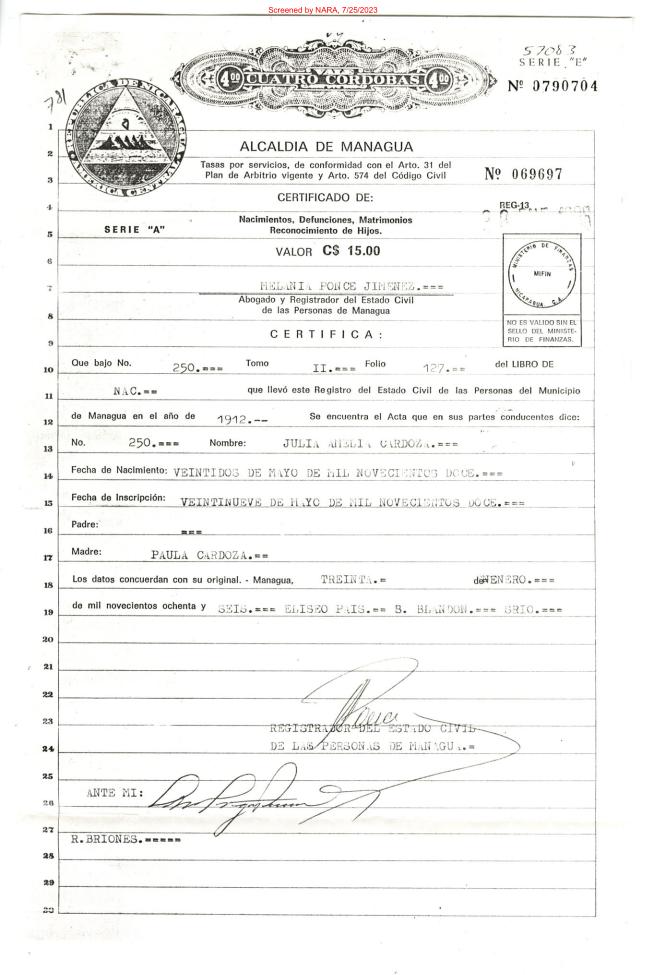 Screened by NARA, 7/25/2023
57083
SERIE "E"
Nº 0790704
4⁰⁰ CUATRO CORDOBAS 4⁰⁰
781
REPUBLICA DE NICARAGUA
AMERICA CENTRAL
1
2 ALCALDIA DE MANAGUA
Tasas por servicios, de conformidad con el Arto. 31 del
3 Plan de Arbitrio vigente y Arto. 574 del Código Civil
Nº 069697
4 CERTIFICADO DE:
REG-13
Nacimientos, Defunciones, Matrimonios
5 SERIE "A" Reconocimiento de Hijos.
6 VALOR C$ 15.00
MINISTERIO DE FINANZAS
MIFIN
NICARAGUA, C.A.
7 MELANIA PONCE JIMENEZ.===
Abogado y Registrador del Estado Civil
8 de las Personas de Managua
NO ES VALIDO SIN EL
SELLO DEL MINISTE-
RIO DE FINANZAS.
9 CERTIFICA:
10 Que bajo No. 250.=== Tomo II.=== Folio 127.== del LIBRO DE
11 NAC.== que llevó este Registro del Estado Civil de las Personas del Municipio
12 de Managua en el año de 1912.-- Se encuentra el Acta que en sus partes conducentes dice:
13 No. 250.=== Nombre: JULIA AMELIA CARDOZA.===
14 Fecha de Nacimiento: VEINTIDOS DE MAYO DE MIL NOVECIENTOS DOCE.===
15 Fecha de Inscripción: VEINTINUEVE DE MAYO DE MIL NOVECIENTOS DOCE.===
16 Padre: ===
17 Madre: PAULA CARDOZA.==
18 Los datos concuerdan con su original. - Managua, TREINTA.= de ENERO.===
19 de mil novecientos ochenta y SEIS.=== ELISEO PAIS.== S. BLANDON.=== SRIO.===
20
21
22
23 REGISTRADOR DEL ESTADO CIVIL
24 DE LAS PERSONAS DE MANAGUA.=
25
26 ANTE MI:
27
R.BRIONES.=====
28
29
30